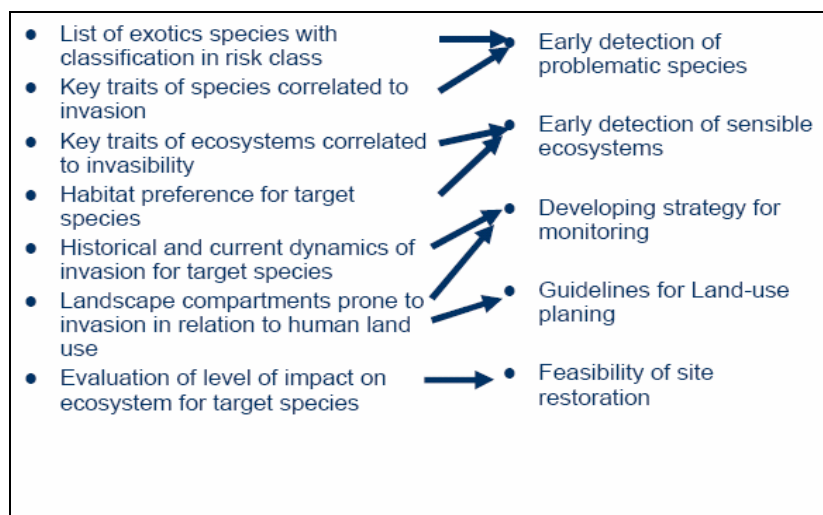 ● List of exotics species with
classification in risk class
● Key traits of species correlated to
invasion
● Key traits of ecosystems correlated
to invasibility
● Habitat preference for target
species
● Historical and current dynamics of
invasion for target species
● Landscape compartments prone to
invasion in relation to human land
use
● Evaluation of level of impact on
ecosystem for target species
● Early detection of
problematic species
● Early detection of sensible
ecosystems
● Developing strategy for
monitoring
● Guidelines for Land-use
planing
● Feasibility of site
restoration